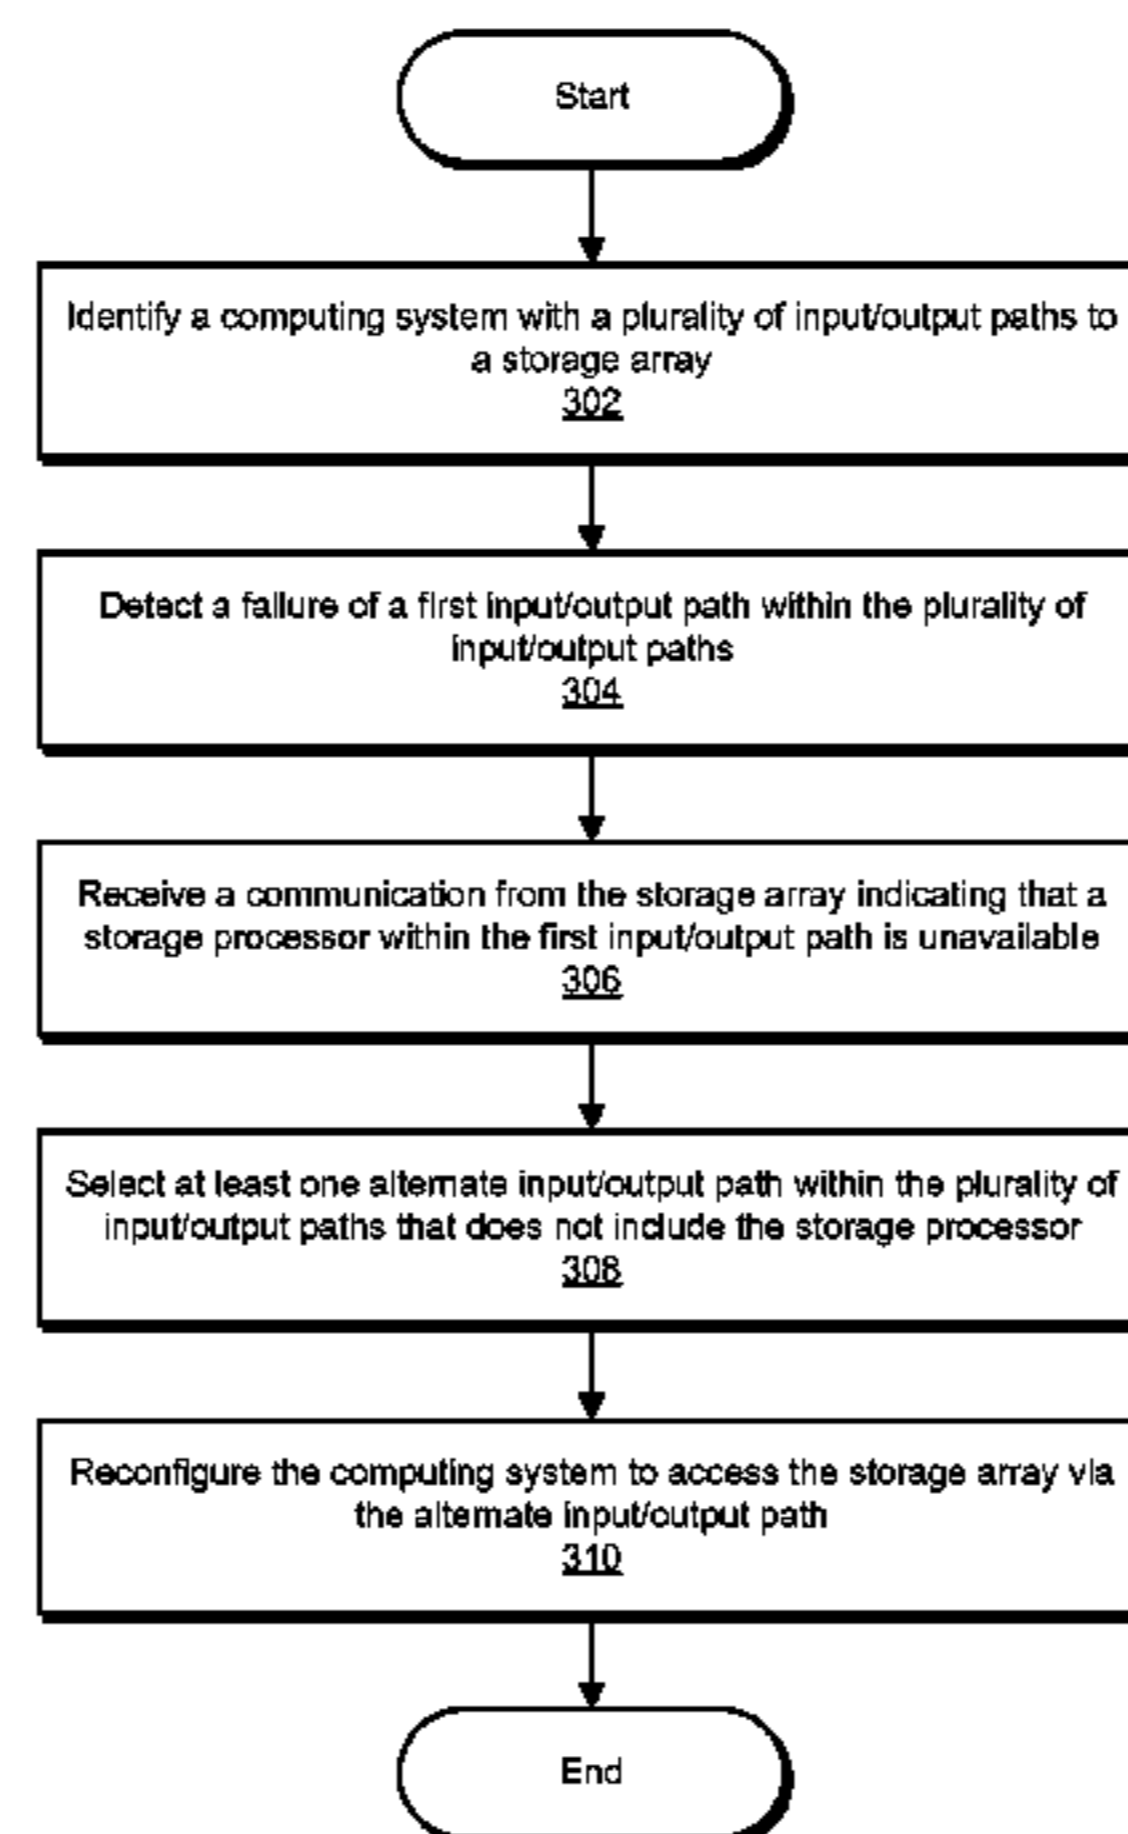 Start
Identify a computing system with a plurality of input/output paths to
a storage array
302
Detect a failure of a first input/output path within the plurality of
input/output paths
304
Receive a communication from the storage array indicating that a
storage processor within the first input/output path is unavailable
306
Select at least one alternate input/output path within the plurality of
input/output paths that does not include the storage processor
308
Reconfigure the computing system to access the storage array via
the alternate input/output path
310
End